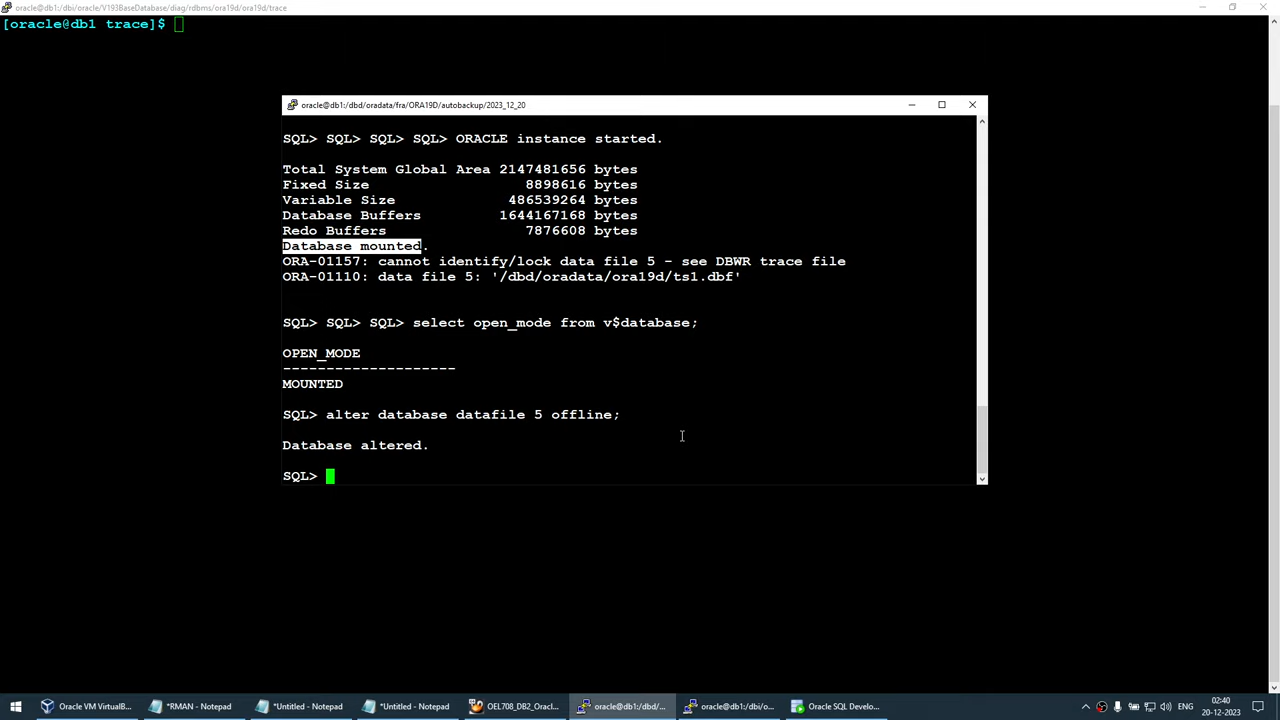 oracle@db1:/dbi/oracle/V193BaseDatabase/diag/rdbms/ora19d/ora19d/trace
[oracle@db1 trace]$
oracle@db1:/dbd/oradata/fra/ORA19D/autobackup/2023_12_20
SQL> SQL> SQL> SQL> ORACLE instance started.
Total System Global Area 2147481656 bytes
Fixed Size 8898616 bytes
Variable Size 486539264 bytes
Database Buffers 1644167168 bytes
Redo Buffers 7876608 bytes
Database mounted.
ORA-01157: cannot identify/lock data file 5 - see DBWR trace file
ORA-01110: data file 5: '/dbd/oradata/ora19d/ts1.dbf'
SQL> SQL> SQL> select open_mode from v$database;
OPEN_MODE
--------------------
MOUNTED
SQL> alter database datafile 5 offline;
Database altered.
SQL>
Oracle VM VirtualB... *RMAN - Notepad *Untitled - Notepad *Untitled - Notepad OEL708_DB2_Oracl... oracle@db1:/dbd/... oracle@db1:/dbi/o... Oracle SQL Develo... ENG 02:40
20-12-2023